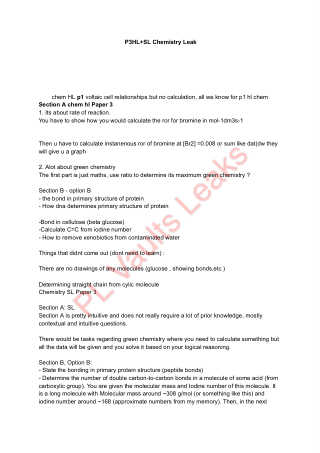 P3HL+SL Chemistry Leak
chem HL p1 voltaic cell relationships but no calculation, all we know for p1 hl chem
Section A chem hl Paper 3
1. Its about rate of reaction.
You have to show how you would calculate the ror for bromine in mol-1dm3s-1
Then u have to calculate instanenous ror of bromine at [Br2] =0.008 or sum like dat(dw they
will give u a graph
2. Alot about green chemistry
The first part is just maths, use ratio to determine its maximum green chemistry ?
Section B - option B
- the bond in primary structure of protein
- How dna determines primary structure of protein
-Bond in cellulose (beta glucose)
-Calculate C=C from iodine number
- How to remove xenobiotics from contaminated water
Things that didnt come out (dont need to learn) :
There are no drawings of any molecules (glucose , showing bonds,etc )
Determining straight chain from cylic molecule
Chemistry SL Paper 3
Section A: SL
Section A is pretty intuitive and does not really require a lot of prior knowledge, mostly
contextual and intuitive questions.
There would be tasks regarding green chemistry where you need to calculate something but
all the data will be given and you solve it based on your logical reasoning.
Section B, Option B:
- State the bonding in primary protein structure (peptide bonds)
- Determine the number of double carbon-to-carbon bonds in a molecule of some acid (from
carboxylic group). You are given the molecular mass and Iodine number of this molecule. It
is a long molecule with Molecular mass around ~308 g/mol (or something like this) and
iodine number around ~168 (approximate numbers from my memory). Then, in the next
PL Vaults Leaks